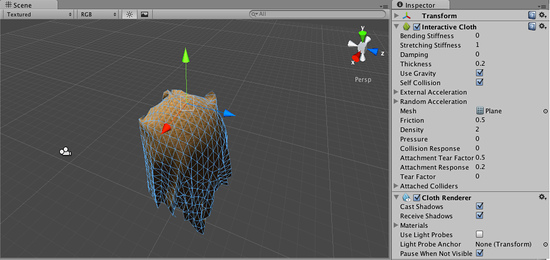 Scene
Textured
RGB
All
y
x
z
Persp
Inspector
Transform
Interactive Cloth
Bending Stiffness 0
Stretching Stiffness 1
Damping 0
Thickness 0.2
Use Gravity
Self Collision
External Acceleration
Random Acceleration
Mesh Plane
Friction 0.5
Density 2
Pressure 0
Collision Response 0
Attachment Tear Factor 0.5
Attachment Response 0.2
Tear Factor 0
Attached Colliders
Cloth Renderer
Cast Shadows
Receive Shadows
Materials
Use Light Probes
Light Probe Anchor None (Transform)
Pause When Not Visible